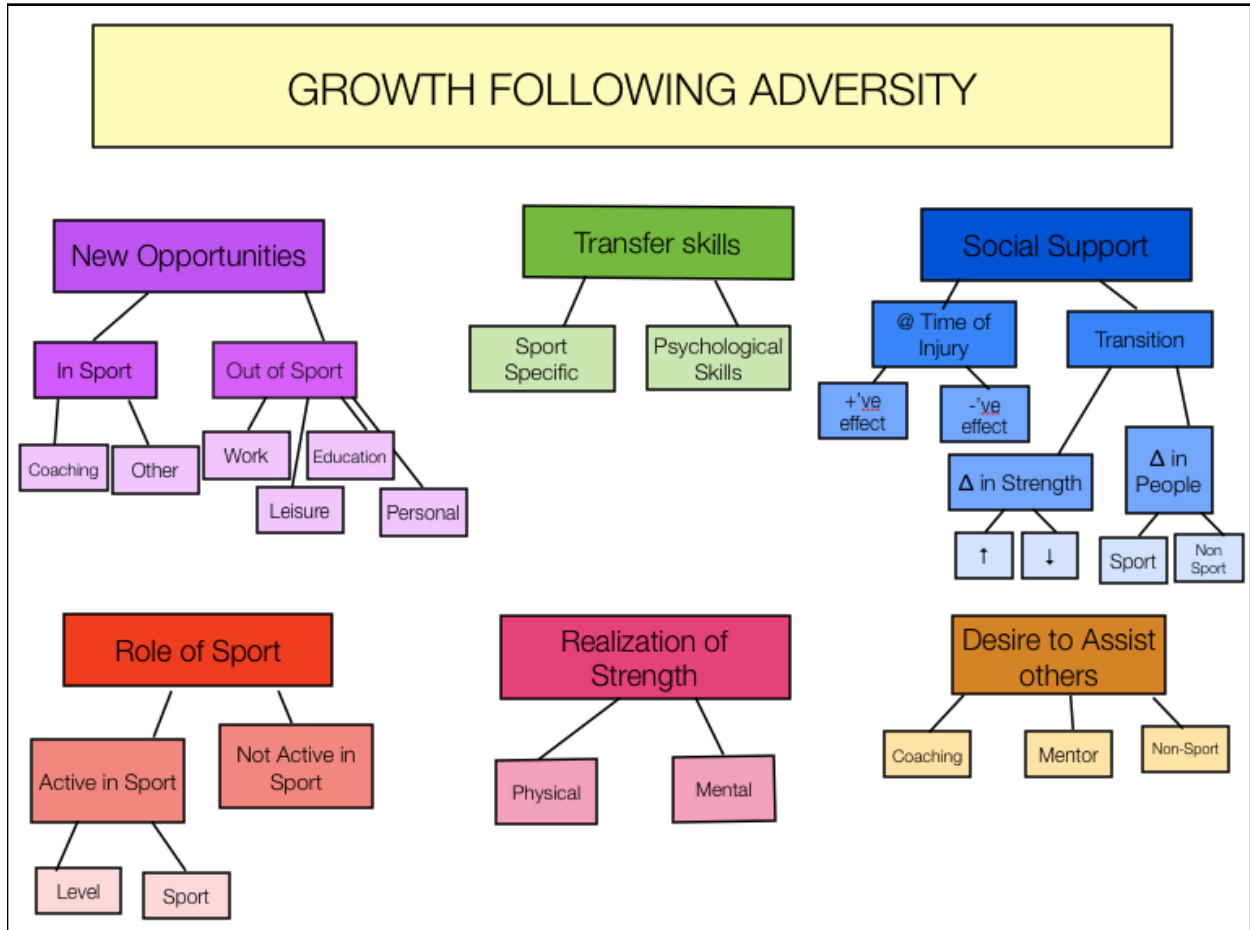 GROWTH FOLLOWING ADVERSITY
New Opportunities
In Sport
Out of Sport
Coaching
Other
Work
Education
Leisure
Personal
Transfer skills
Sport
Specific
Psychological
Skills
Social Support
@ Time of
Injury
Transition
+'ve
effect
-'ve
effect
Δ in Strength
Δ in
People
↑
↓
Sport
Non
Sport
Role of Sport
Active in Sport
Not Active in
Sport
Level
Sport
Realization of
Strength
Physical
Mental
Desire to Assist
others
Coaching
Mentor
Non-Sport